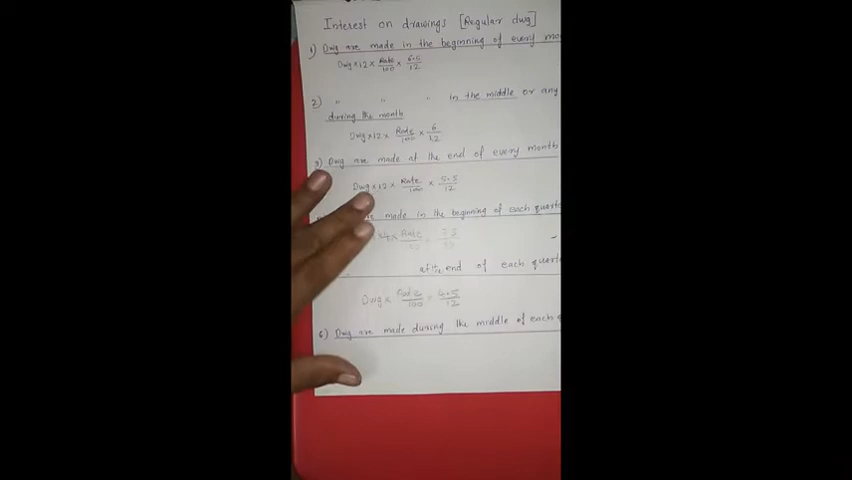 Interest on drawings [Regular dwg]
1) Dwg are made in the beginning of every mo
Dwg×12 × Rate/100 × 6.5/12
2) " " " in the middle or any
during the month
Dwg×12 × Rate/100 × 6/12
3) Dwg are made at the end of every month
Dwg×12 × Rate/100 × 5.5/12
are made in the beginning of each quarte
Rate
at the end of each quart
Dwg× Rate/100 4.5/12
6) Dwg are made during the middle of each